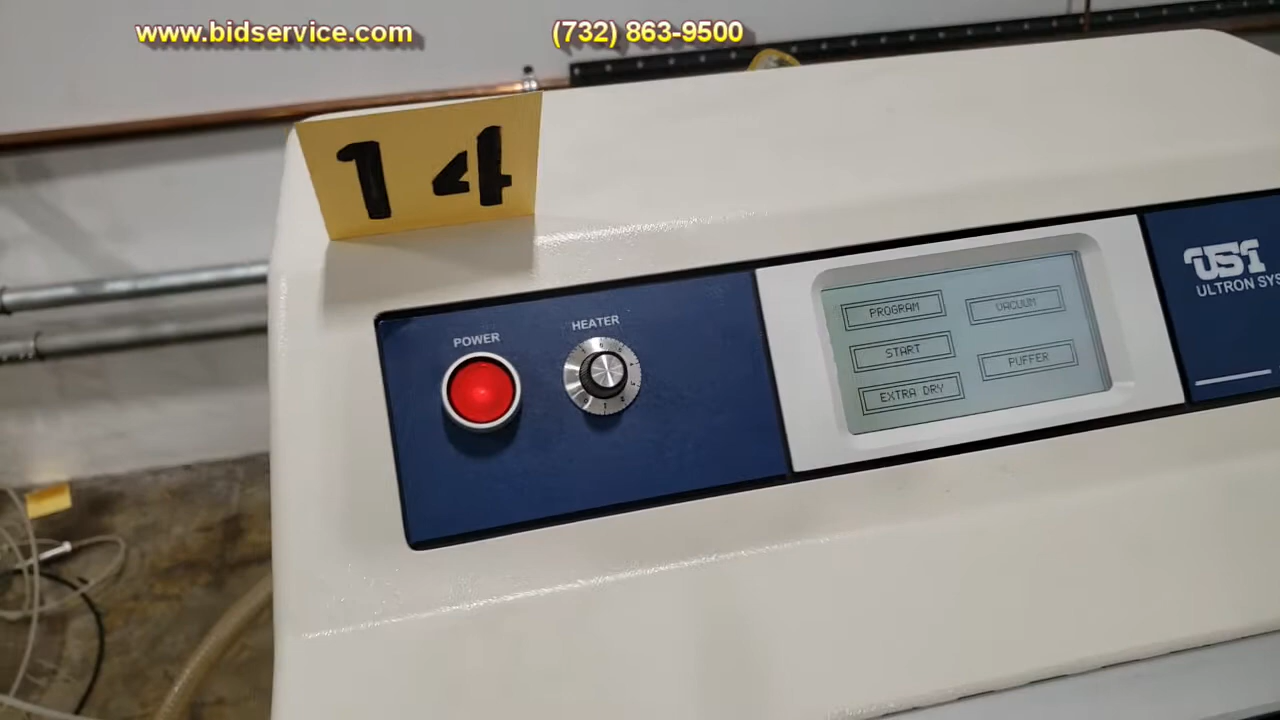 www.bidservice.com (732) 863-9500
14
POWER
HEATER
PROGRAM
VACUUM
START
PUFFER
EXTRA DRY
USI
ULTRON SYS